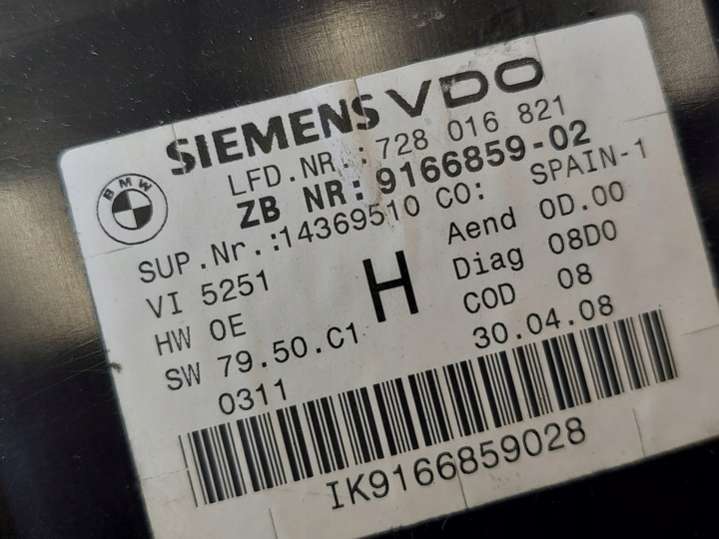 SIEMENS VDO
BMW
LFD.NR.:728 016 821
ZB NR:9166859-02
SUP.Nr.:14369510 CO: SPAIN-1
VI 5251 H Aend 0D.00
HW 0E Diag 08D0
SW 79.50.C1 COD 08
0311 30.04.08
IK9166859028